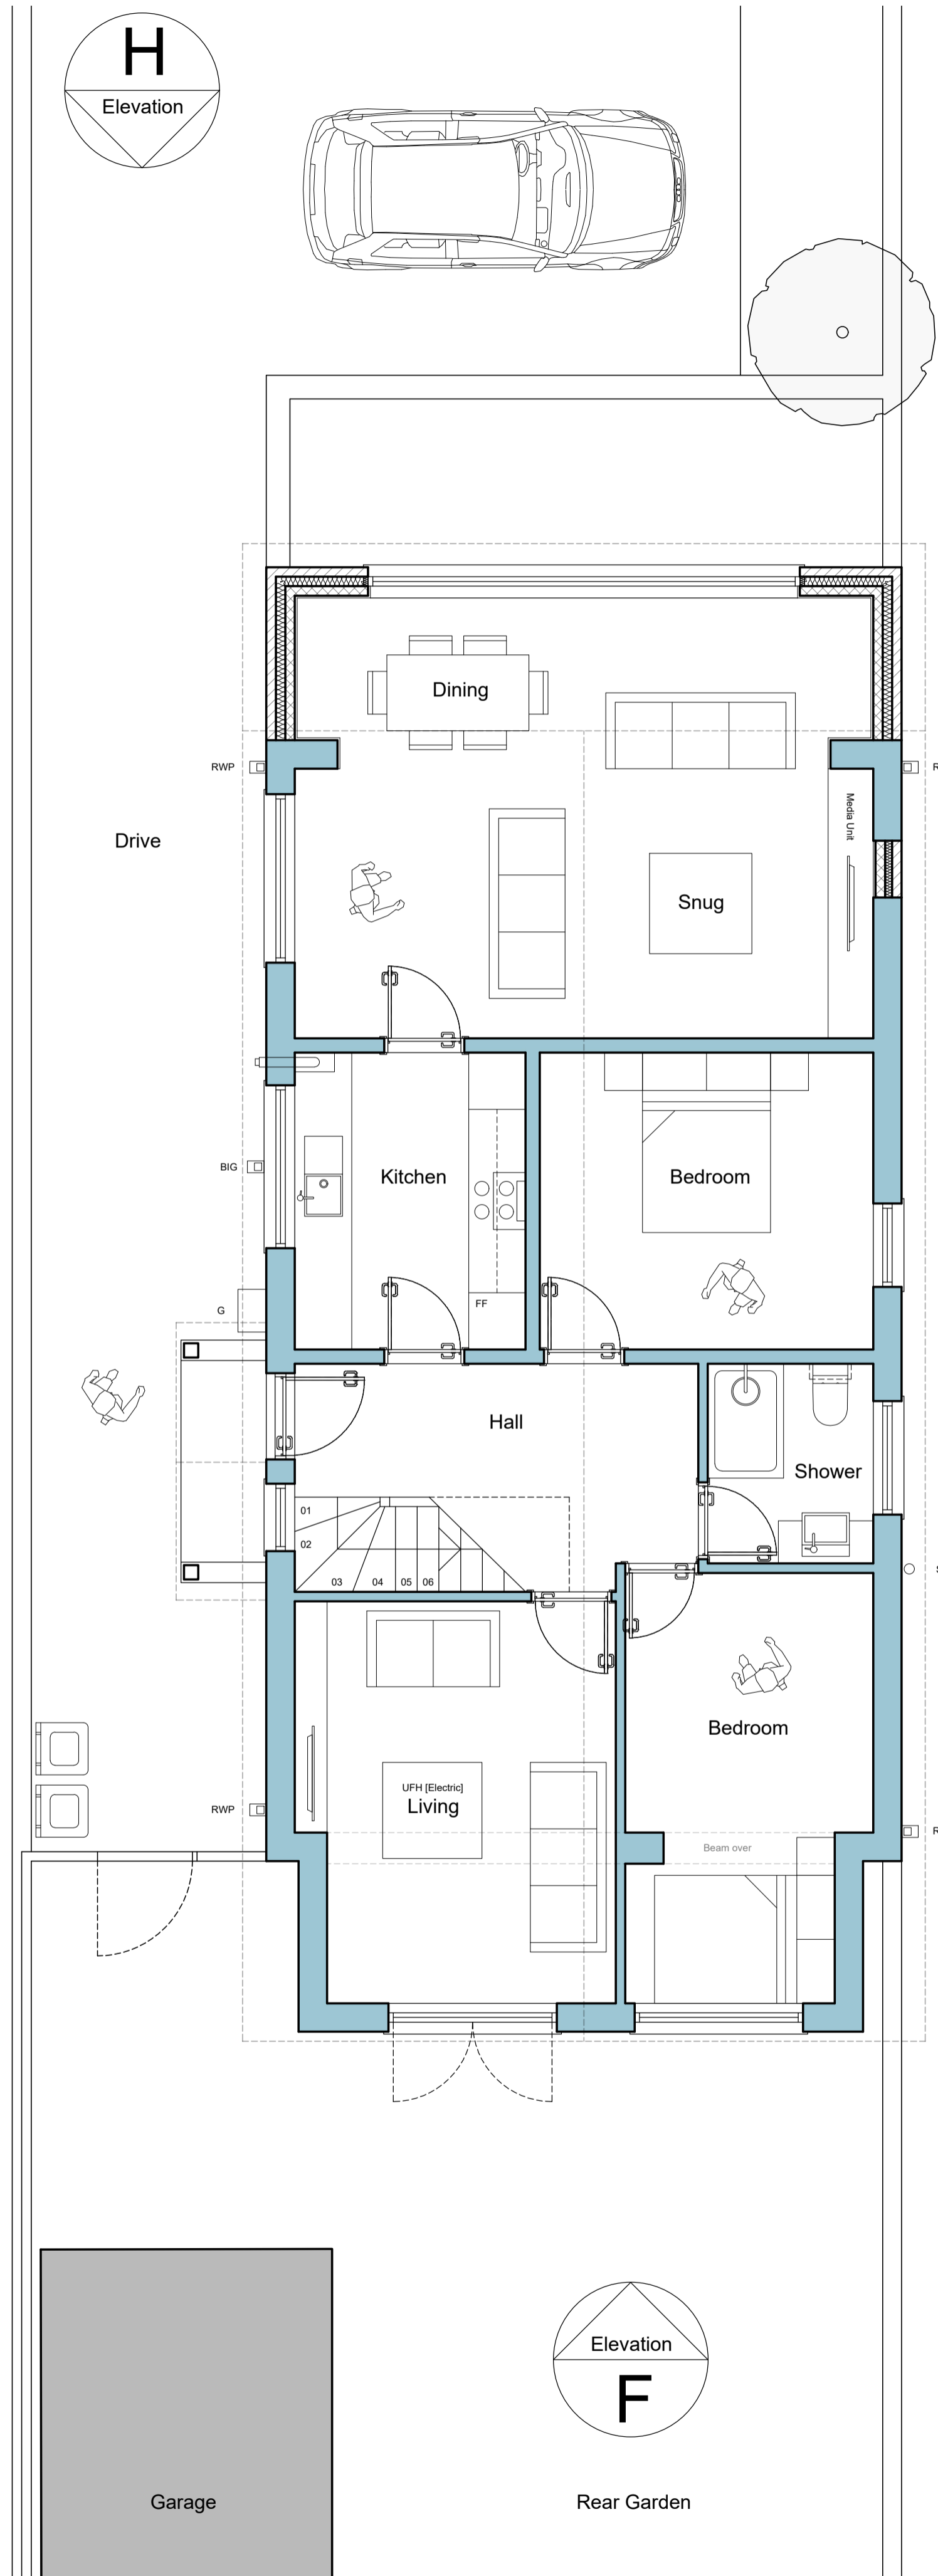 H
Elevation
Dining
RWP
R
Drive
Media Unit
Snug
BIG
Kitchen
Bedroom
G
FF
Hall
Shower
01
02
03
04
05
06
Bedroom
UFH [Electric]
Living
RWP
R
Beam over
Elevation
F
Garage
Rear Garden